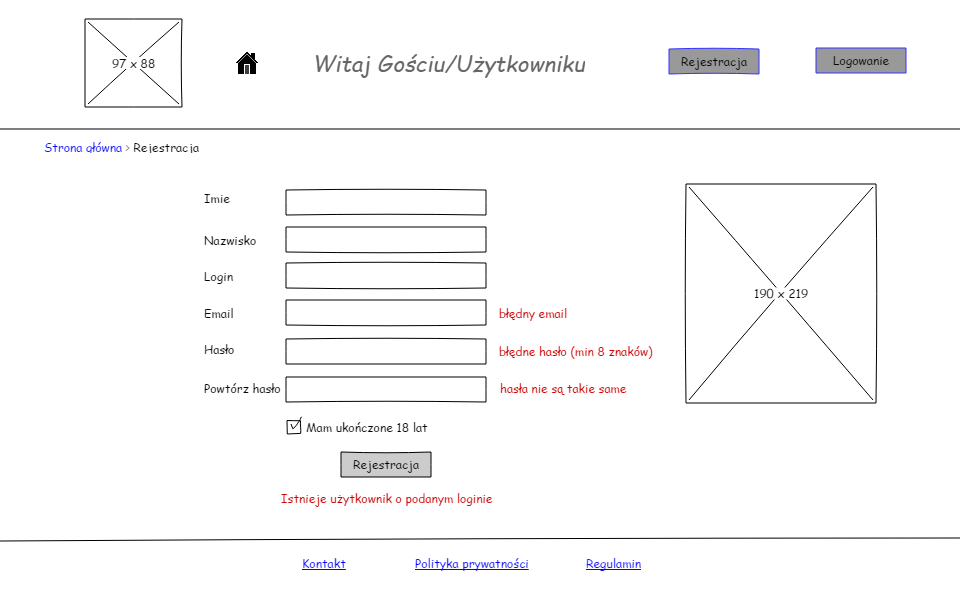 97 x 88
Witaj Gościu/Użytkowniku
Rejestracja
Logowanie
Strona główna > Rejestracja
Imie
Nazwisko
Login
Email
błędny email
Hasło
błędne hasło (min 8 znaków)
Powtórz hasło
hasła nie są takie same
190 x 219
Mam ukończone 18 lat
Rejestracja
Istnieje użytkownik o podanym loginie
Kontakt
Polityka prywatności
Regulamin